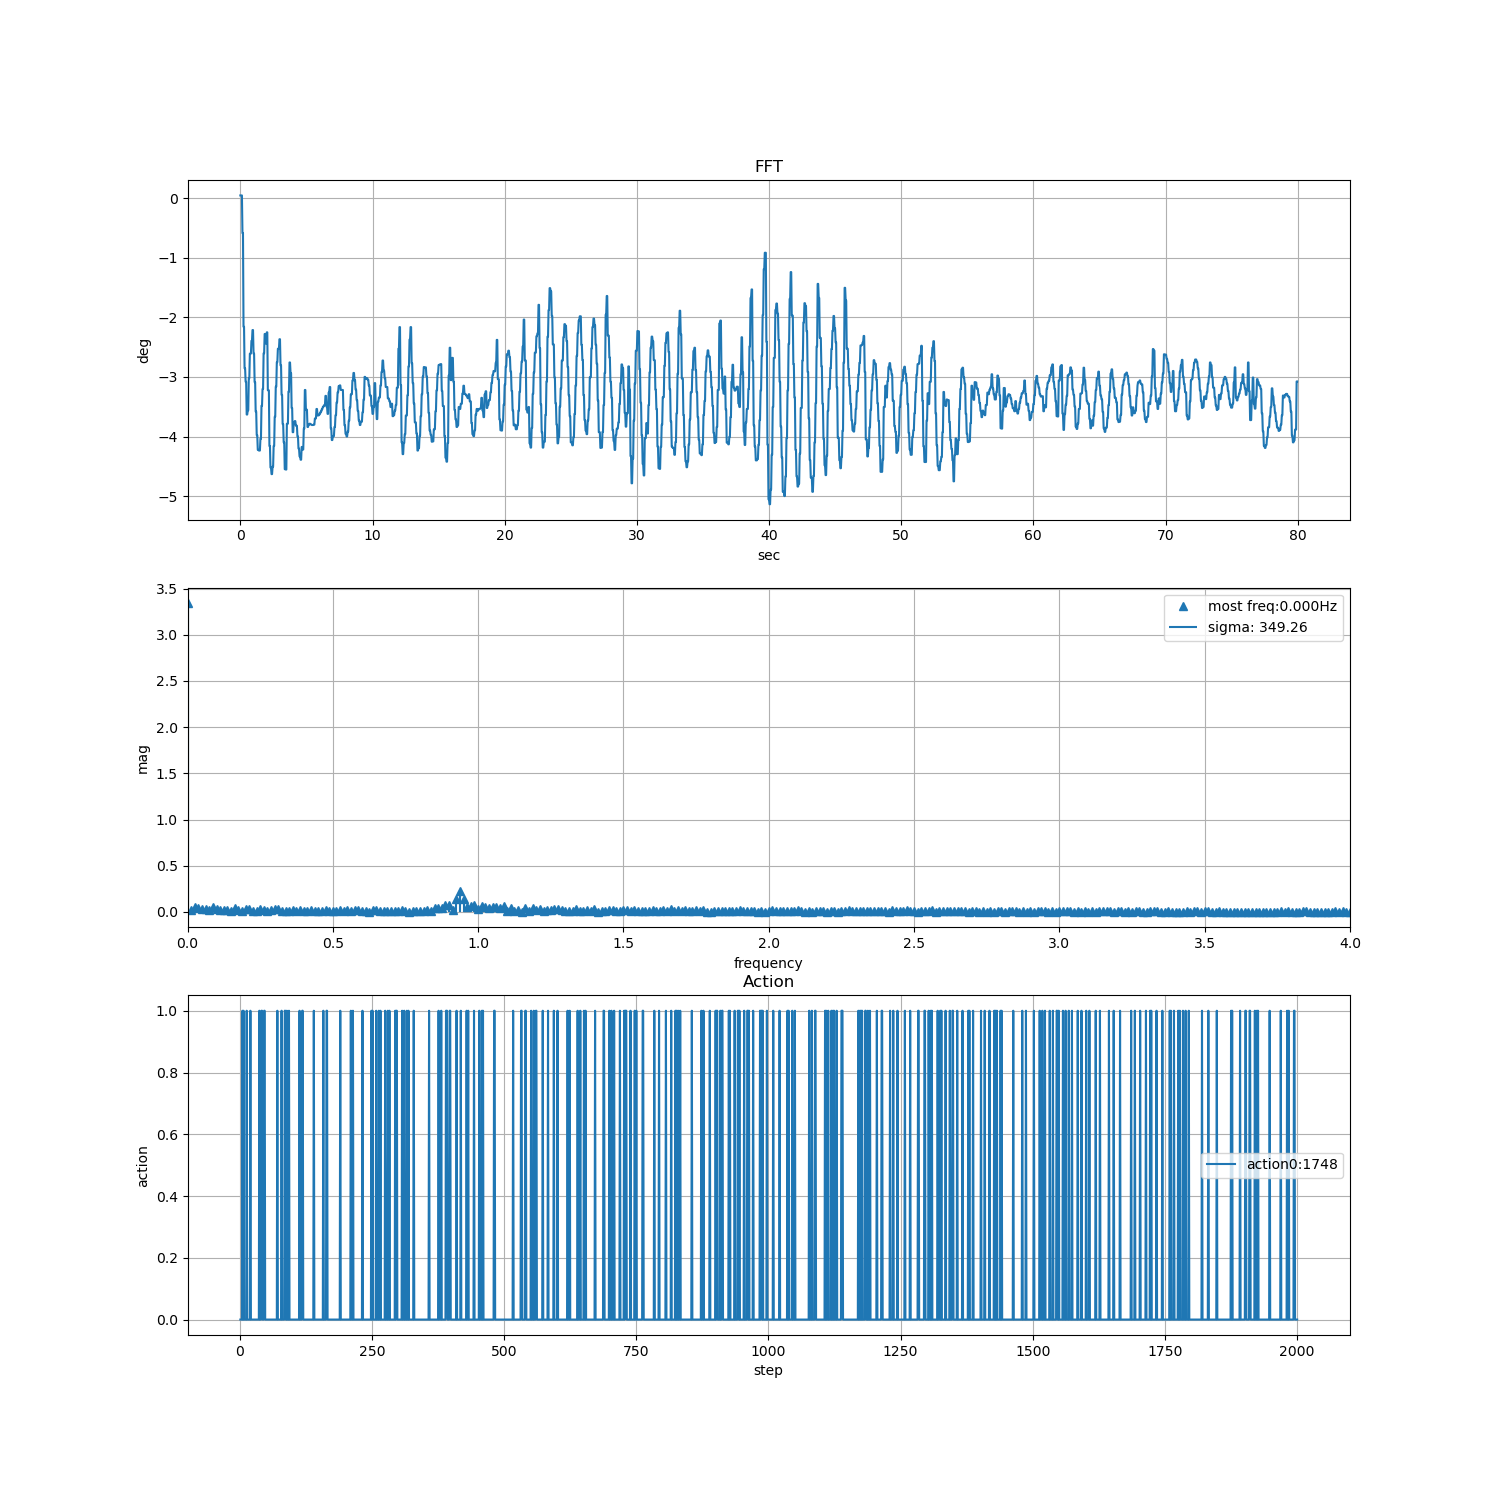 FFT
0
−1
−2
−3
−4
−5
deg
0 10 20 30 40 50 60 70 80
sec
3.5
3.0
2.5
2.0
1.5
1.0
0.5
0.0
mag
most freq:0.000Hz
sigma: 349.26
0.0 0.5 1.0 1.5 2.0 2.5 3.0 3.5 4.0
frequency
Action
1.0
0.8
0.6
0.4
0.2
0.0
action
action0:1748
0 250 500 750 1000 1250 1500 1750 2000
step